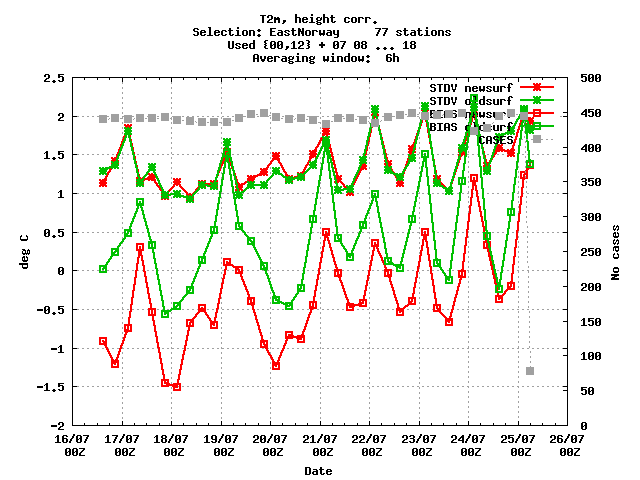 T2m, height corr.
Selection: EastNorway 77 stations
Used {00,12} + 07 08 ... 18
Averaging window: 6h
STDV newsurf
STDV oldsurf
BIAS newsurf
BIAS oldsurf
CASES
2.5
2
1.5
1
0.5
0
-0.5
-1
-1.5
-2
deg C
500
450
400
350
300
250
200
150
100
50
0
No cases
16/07 17/07 18/07 19/07 20/07 21/07 22/07 23/07 24/07 25/07 26/07
00Z 00Z 00Z 00Z 00Z 00Z 00Z 00Z 00Z 00Z 00Z
Date